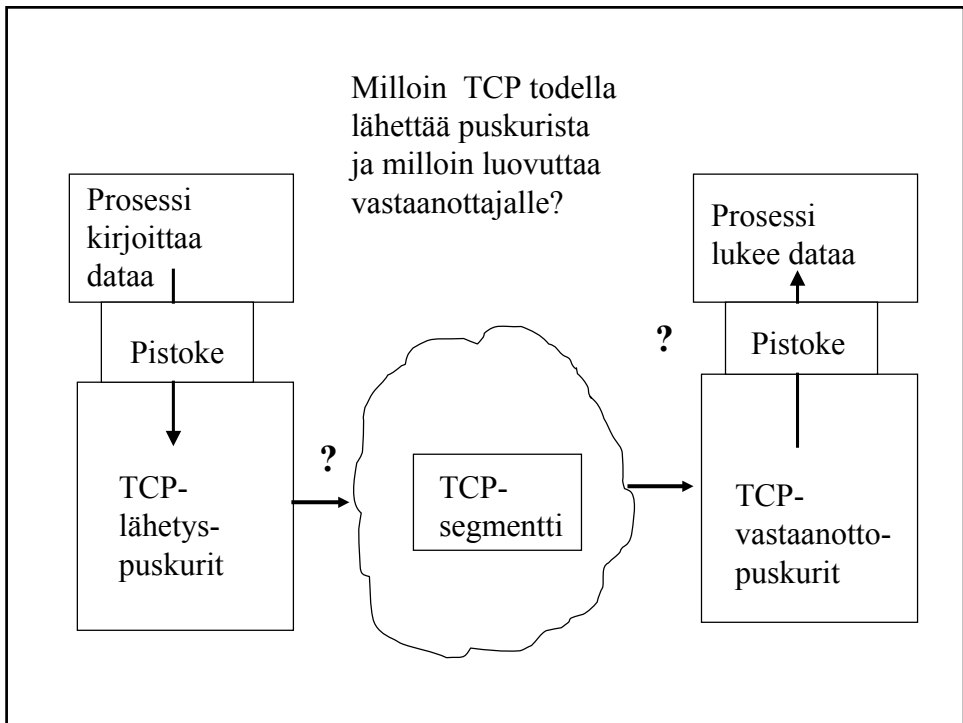 Milloin TCP todella
lähettää puskurista
ja milloin luovuttaa
vastaanottajalle?
Prosessi
kirjoittaa
dataa
Pistoke
TCP-
lähetys-
puskurit
?
TCP-
segmentti
?
Prosessi
lukee dataa
Pistoke
TCP-
vastaanotto-
puskurit